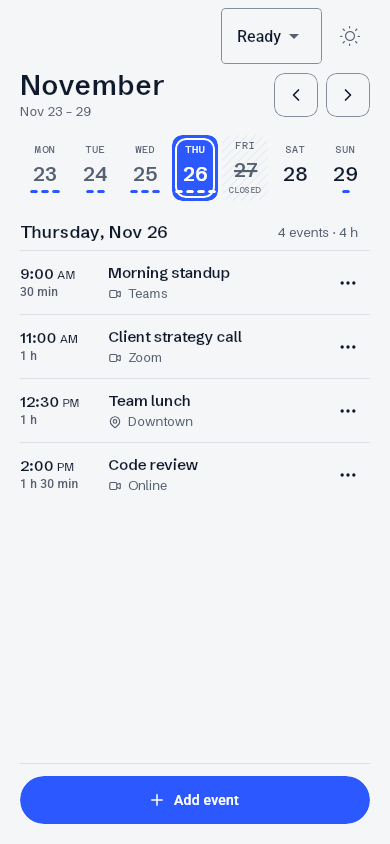 Ready
November
Nov 23 – 29
MON TUE WED THU FRI SAT SUN
23 24 25 26 27 28 29
CLOSED
Thursday, Nov 26 4 events · 4 h
9:00 AM Morning standup
30 min Teams
11:00 AM Client strategy call
1 h Zoom
12:30 PM Team lunch
1 h Downtown
2:00 PM Code review
1 h 30 min Online
Add event